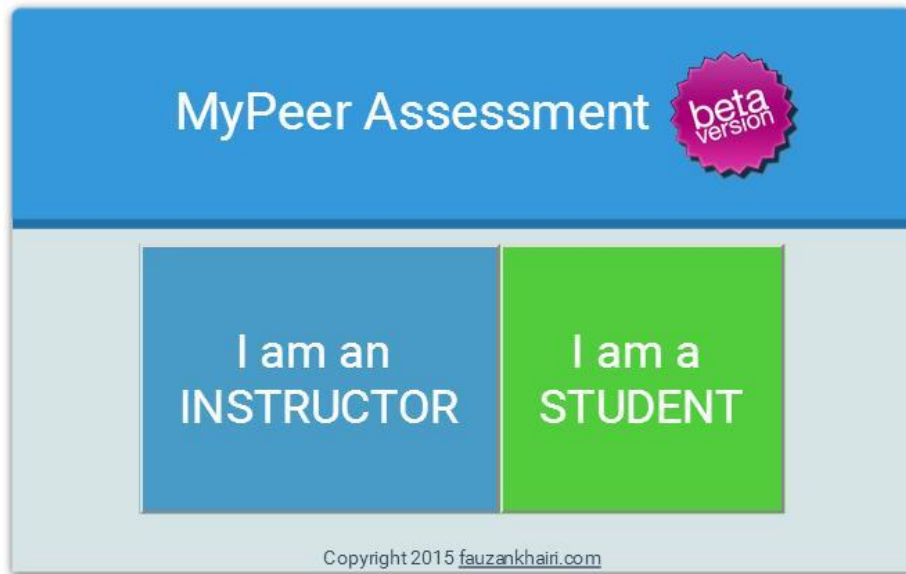 MyPeer Assessment
beta
version
I am an
INSTRUCTOR
I am a
STUDENT
Copyright 2015 fauzankhairi.com